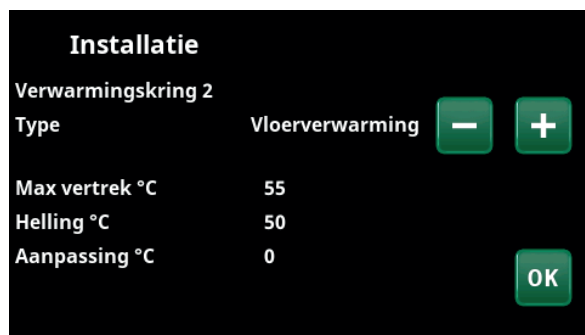 Installatie
Verwarmingskring 2
Type Vloerverwarming − +
Max vertrek °C 55
Helling °C 50
Aanpassing °C 0
OK